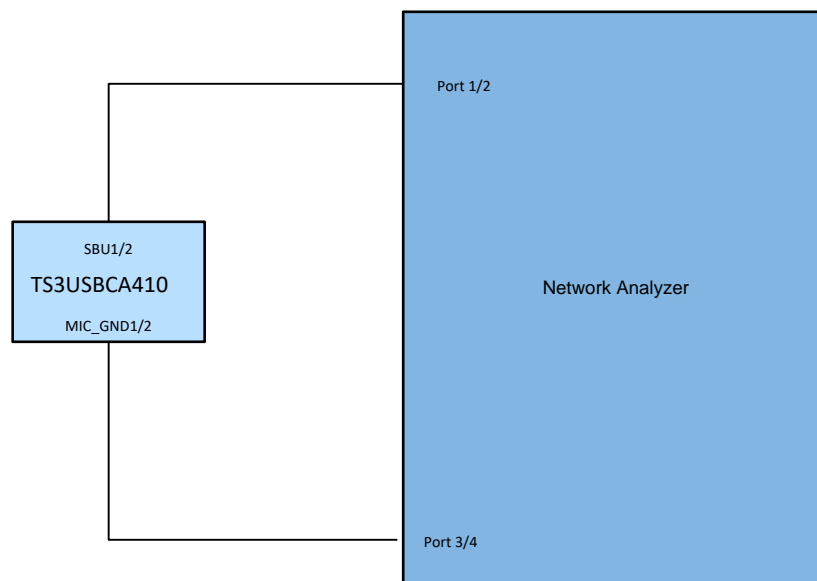 Port 1/2
SBU1/2
TS3USBCA410
Network Analyzer
MIC_GND1/2
Port 3/4